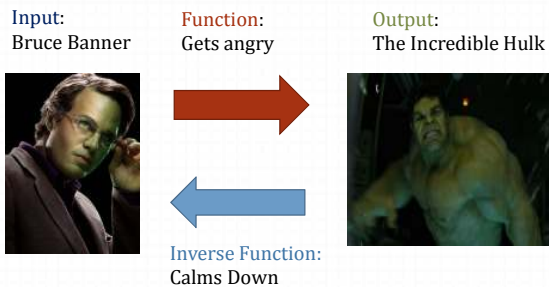 Input:
Bruce Banner
Function:
Gets angry
Output:
The Incredible Hulk
Inverse Function:
Calms Down